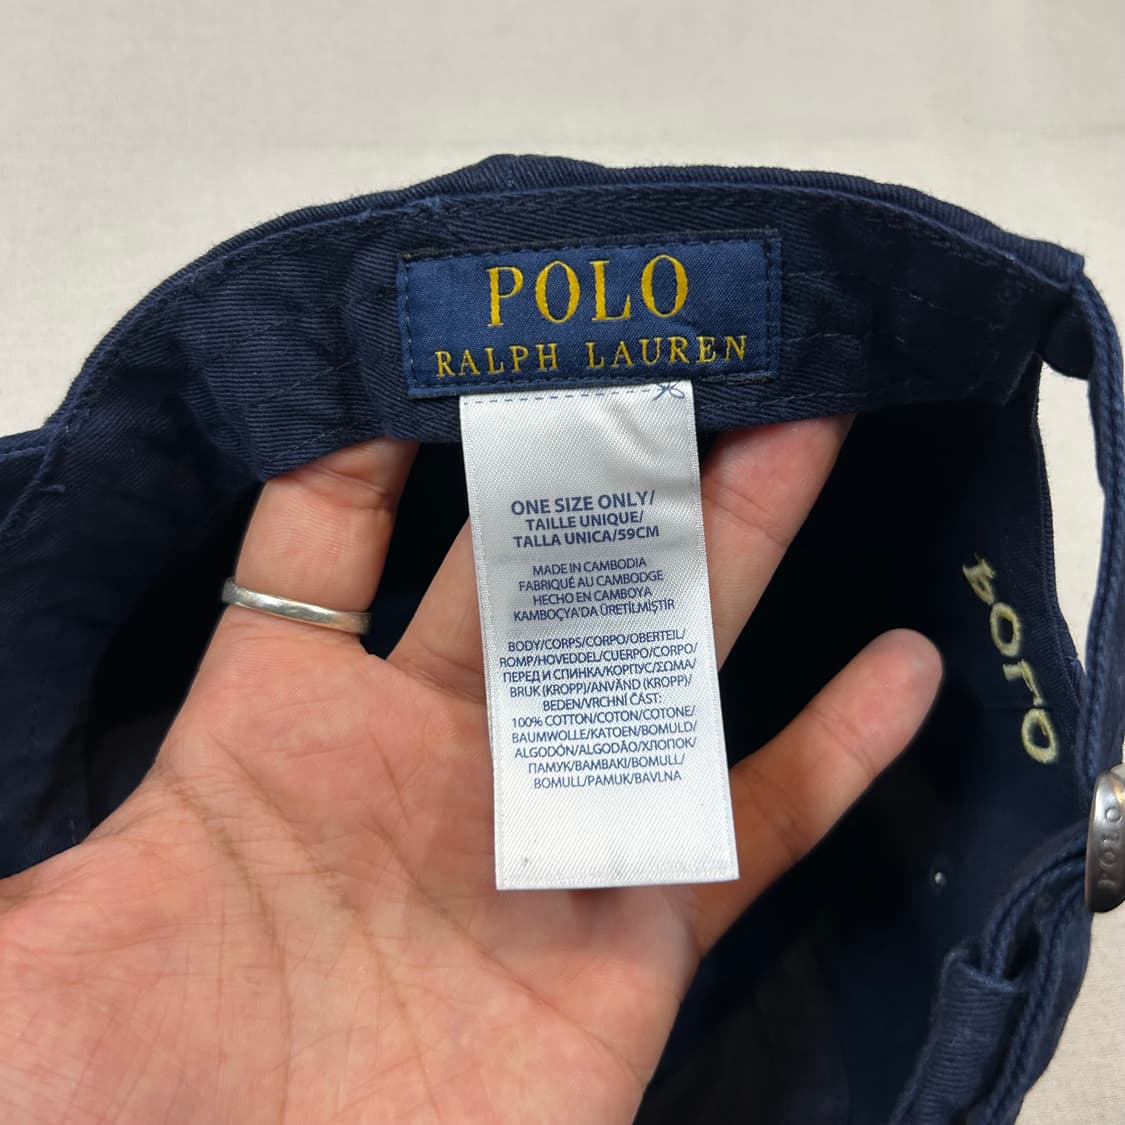 POLO
RALPH LAUREN
ONE SIZE ONLY/
TAILLE UNIQUE/
TALLA UNICA/59CM
MADE IN CAMBODIA
FABRIQUÉ AU CAMBODGE
HECHO EN CAMBOYA
KAMBOÇYA'DA ÜRETİLMİŞTİR
BODY/CORPS/CORPO/OBERTEIL/
ROMP/HOVEDDEL/CUERPO/CORPO/
ПЕРЕД И СПИНКА/КОРПУС/ΣΩΜΑ/
BRUK (KROPP)/ANVÄND (KROPP)/
BEDEN/VRCHNÍ ČÁST:
100% COTTON/COTON/COTONE/
BAUMWOLLE/KATOEN/BOMULD/
ALGODÓN/ALGODÃO/ХЛОПОК/
ПАМУК/BAMBAKI/BOMULL/
BOMULL/PAMUK/BAVLNA
POLO
POLO